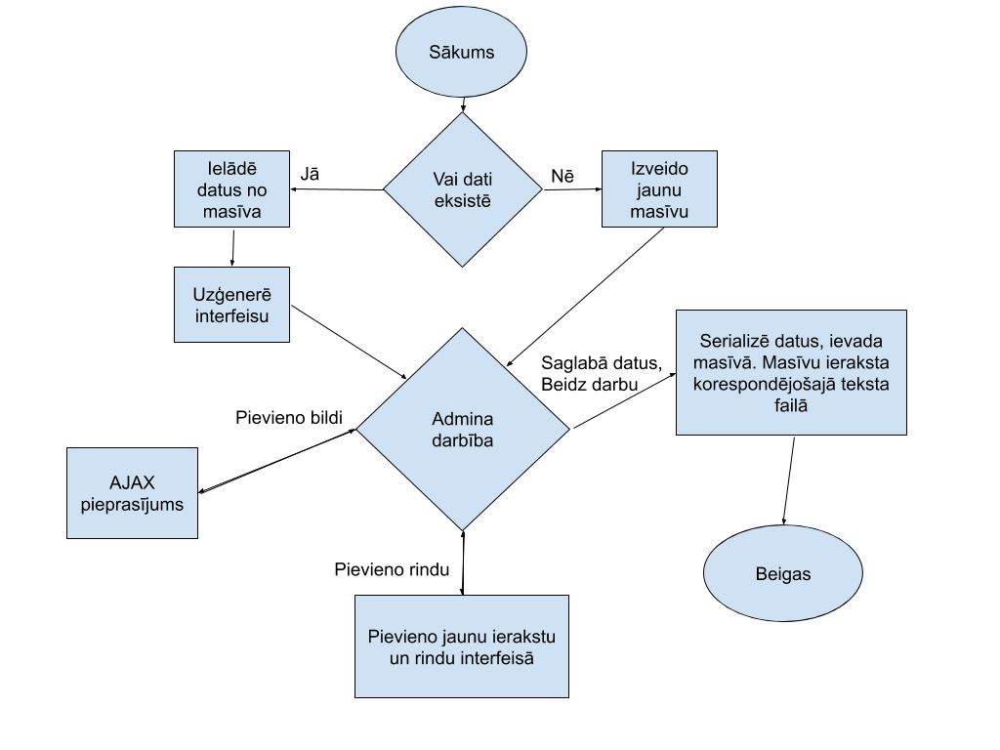 Sākums
Vai dati
eksistē
Jā
Nē
Ielādē
datus no
masīva
Izveido
jaunu
masīvu
Uzģenerē
interfeisu
Saglabā datus,
Beidz darbu
Serializē datus, ievada
masīvā. Masīvu ieraksta
korespondējošajā teksta
failā
Admina
darbība
Pievieno bildi
AJAX
pieprasījums
Pievieno rindu
Beigas
Pievieno jaunu ierakstu
un rindu interfeisā